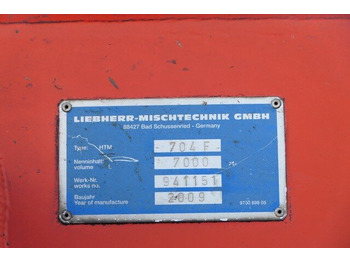 LIEBHERR-MISCHTECHNIK GMBH
88427 Bad Schussenried - Germany
Type: HTM 704 F
Nenninhalt
volume 7000
Werk-Nr.
works no. 941151
Baujahr
Year of manufacture 2009